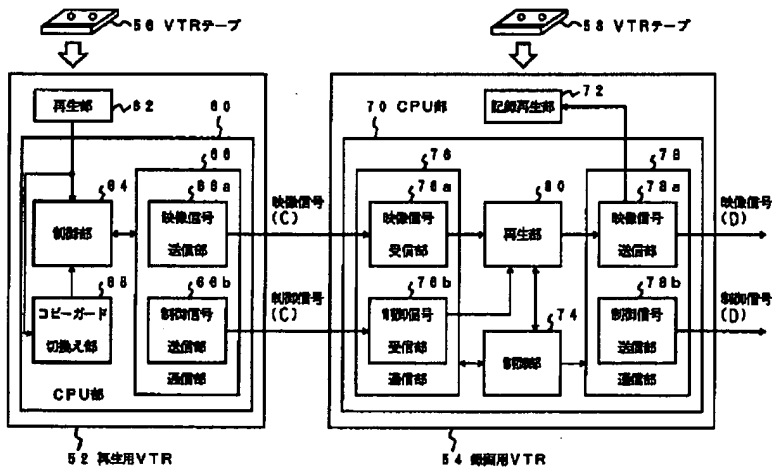 56 VTRテープ
58 VTRテープ
再生部
62
60
66
64
制御部
66a
映像信号
送信部
68
コピーガード
切換え部
66b
制御信号
送信部
通信部
CPU部
52 再生用VTR
映像信号
(C)
制御信号
(C)
70 CPU部
72
記録再生部
76
76a
映像信号
受信部
80
再生部
78
78a
映像信号
送信部
76b
制御信号
受信部
通信部
74
制御部
78b
制御信号
送信部
通信部
54 録画用VTR
映像信号
(D)
制御信号
(D)